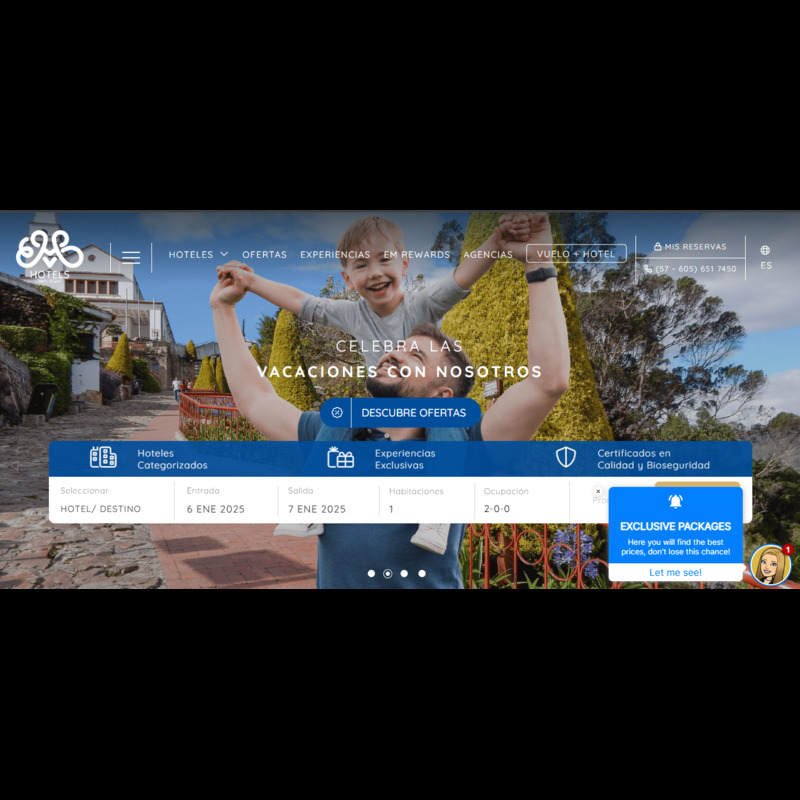 HOTELS
HOTELES
OFERTAS
EXPERIENCIAS
EM REWARDS
AGENCIAS
VUELO + HOTEL
MIS RESERVAS
(57 - 605) 651 7450
ES
CELEBRA LAS
VACACIONES CON NOSOTROS
DESCUBRE OFERTAS
Hoteles
Categorizados
Experiencias
Exclusivas
Certificados en
Calidad y Bioseguridad
Seleccionar
HOTEL/ DESTINO
Entrada
6 ENE 2025
Salida
7 ENE 2025
Habitaciones
1
Ocupación
2-0-0
EXCLUSIVE PACKAGES
Here you will find the best
prices, don't lose this chance!
Let me see!
1